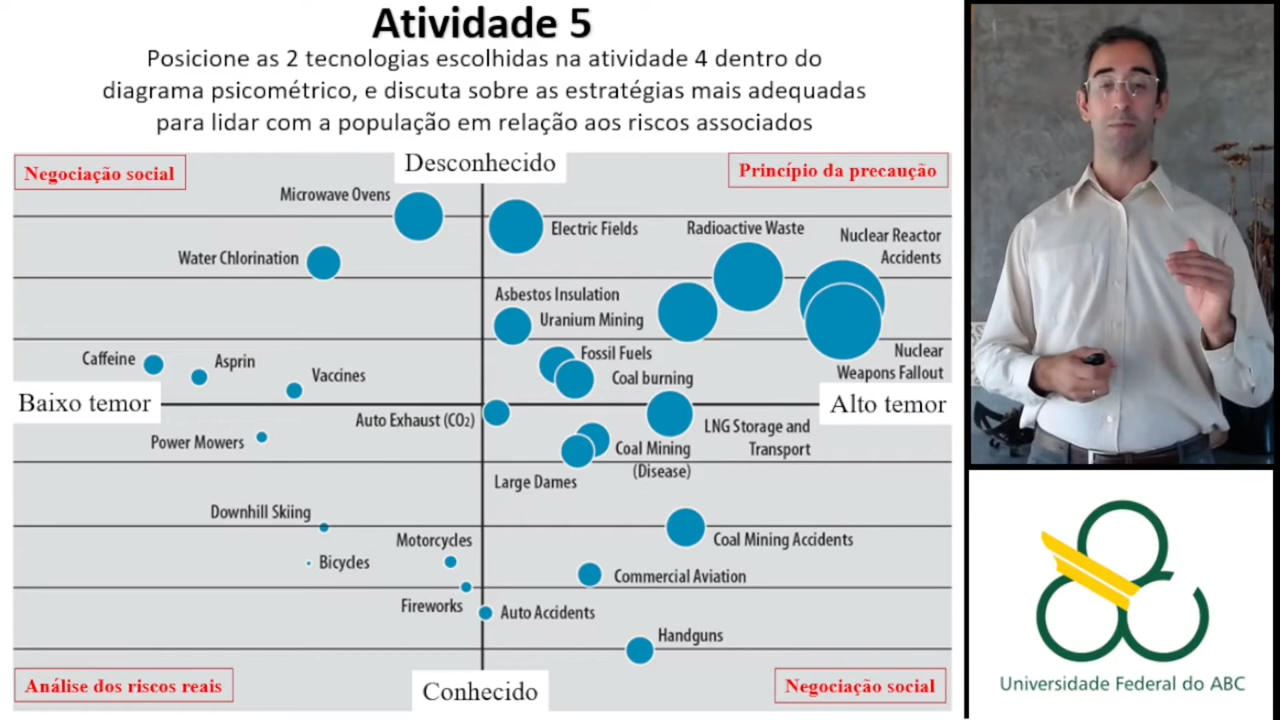 Atividade 5
Posicione as 2 tecnologias escolhidas na atividade 4 dentro do
diagrama psicométrico, e discuta sobre as estratégias mais adequadas
para lidar com a população em relação aos riscos associados
Negociação social
Desconhecido
Princípio da precaução
Microwave Ovens
Electric Fields
Radioactive Waste
Nuclear Reactor
Accidents
Water Chlorination
Asbestos Insulation
Uranium Mining
Caffeine
Asprin
Vaccines
Fossil Fuels
Coal burning
Nuclear
Weapons Fallout
Baixo temor
Alto temor
Auto Exhaust (CO2)
LNG Storage and
Transport
Power Mowers
Coal Mining
(Disease)
Large Dames
Downhill Skiing
Motorcycles
Coal Mining Accidents
Bicycles
Commercial Aviation
Fireworks
Auto Accidents
Handguns
Análise dos riscos reais
Conhecido
Negociação social
Universidade Federal do ABC